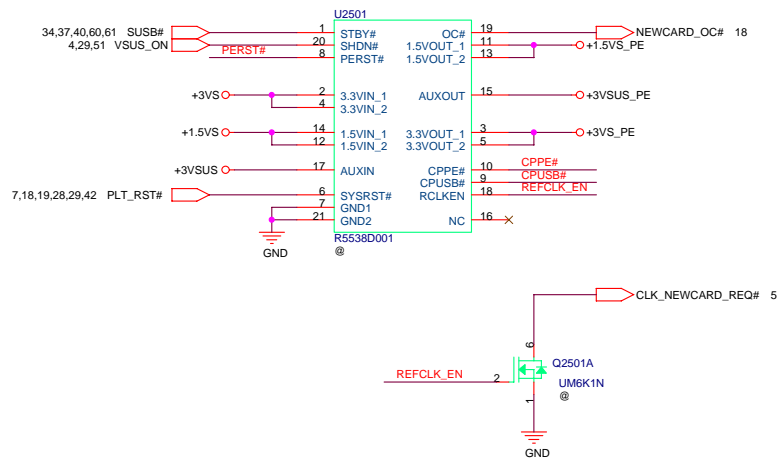 U2501
34,37,40,60,61 SUSB# 1 STBY# OC# 19 NEWCARD_OC# 18
4,29,51 VSUS_ON 20 SHDN# 1.5VOUT_1 11 +1.5VS_PE
PERST# 8 PERST# 1.5VOUT_2 13
+3VS 2 3.3VIN_1 AUXOUT 15 +3VSUS_PE
4 3.3VIN_2
+1.5VS 14 1.5VIN_1 3.3VOUT_1 3 +3VS_PE
12 1.5VIN_2 3.3VOUT_2 5
+3VSUS 17 AUXIN CPPE# 10 CPPE#
CPUSB# 9 CPUSB#
7,18,19,28,29,42 PLT_RST# 6 SYSRST# RCLKEN 18 REFCLK_EN
7 GND1
21 GND2 NC 16
GND
R5538D001
@
CLK_NEWCARD_REQ# 5
6
Q2501A
REFCLK_EN 2
UM6K1N
@
1
GND